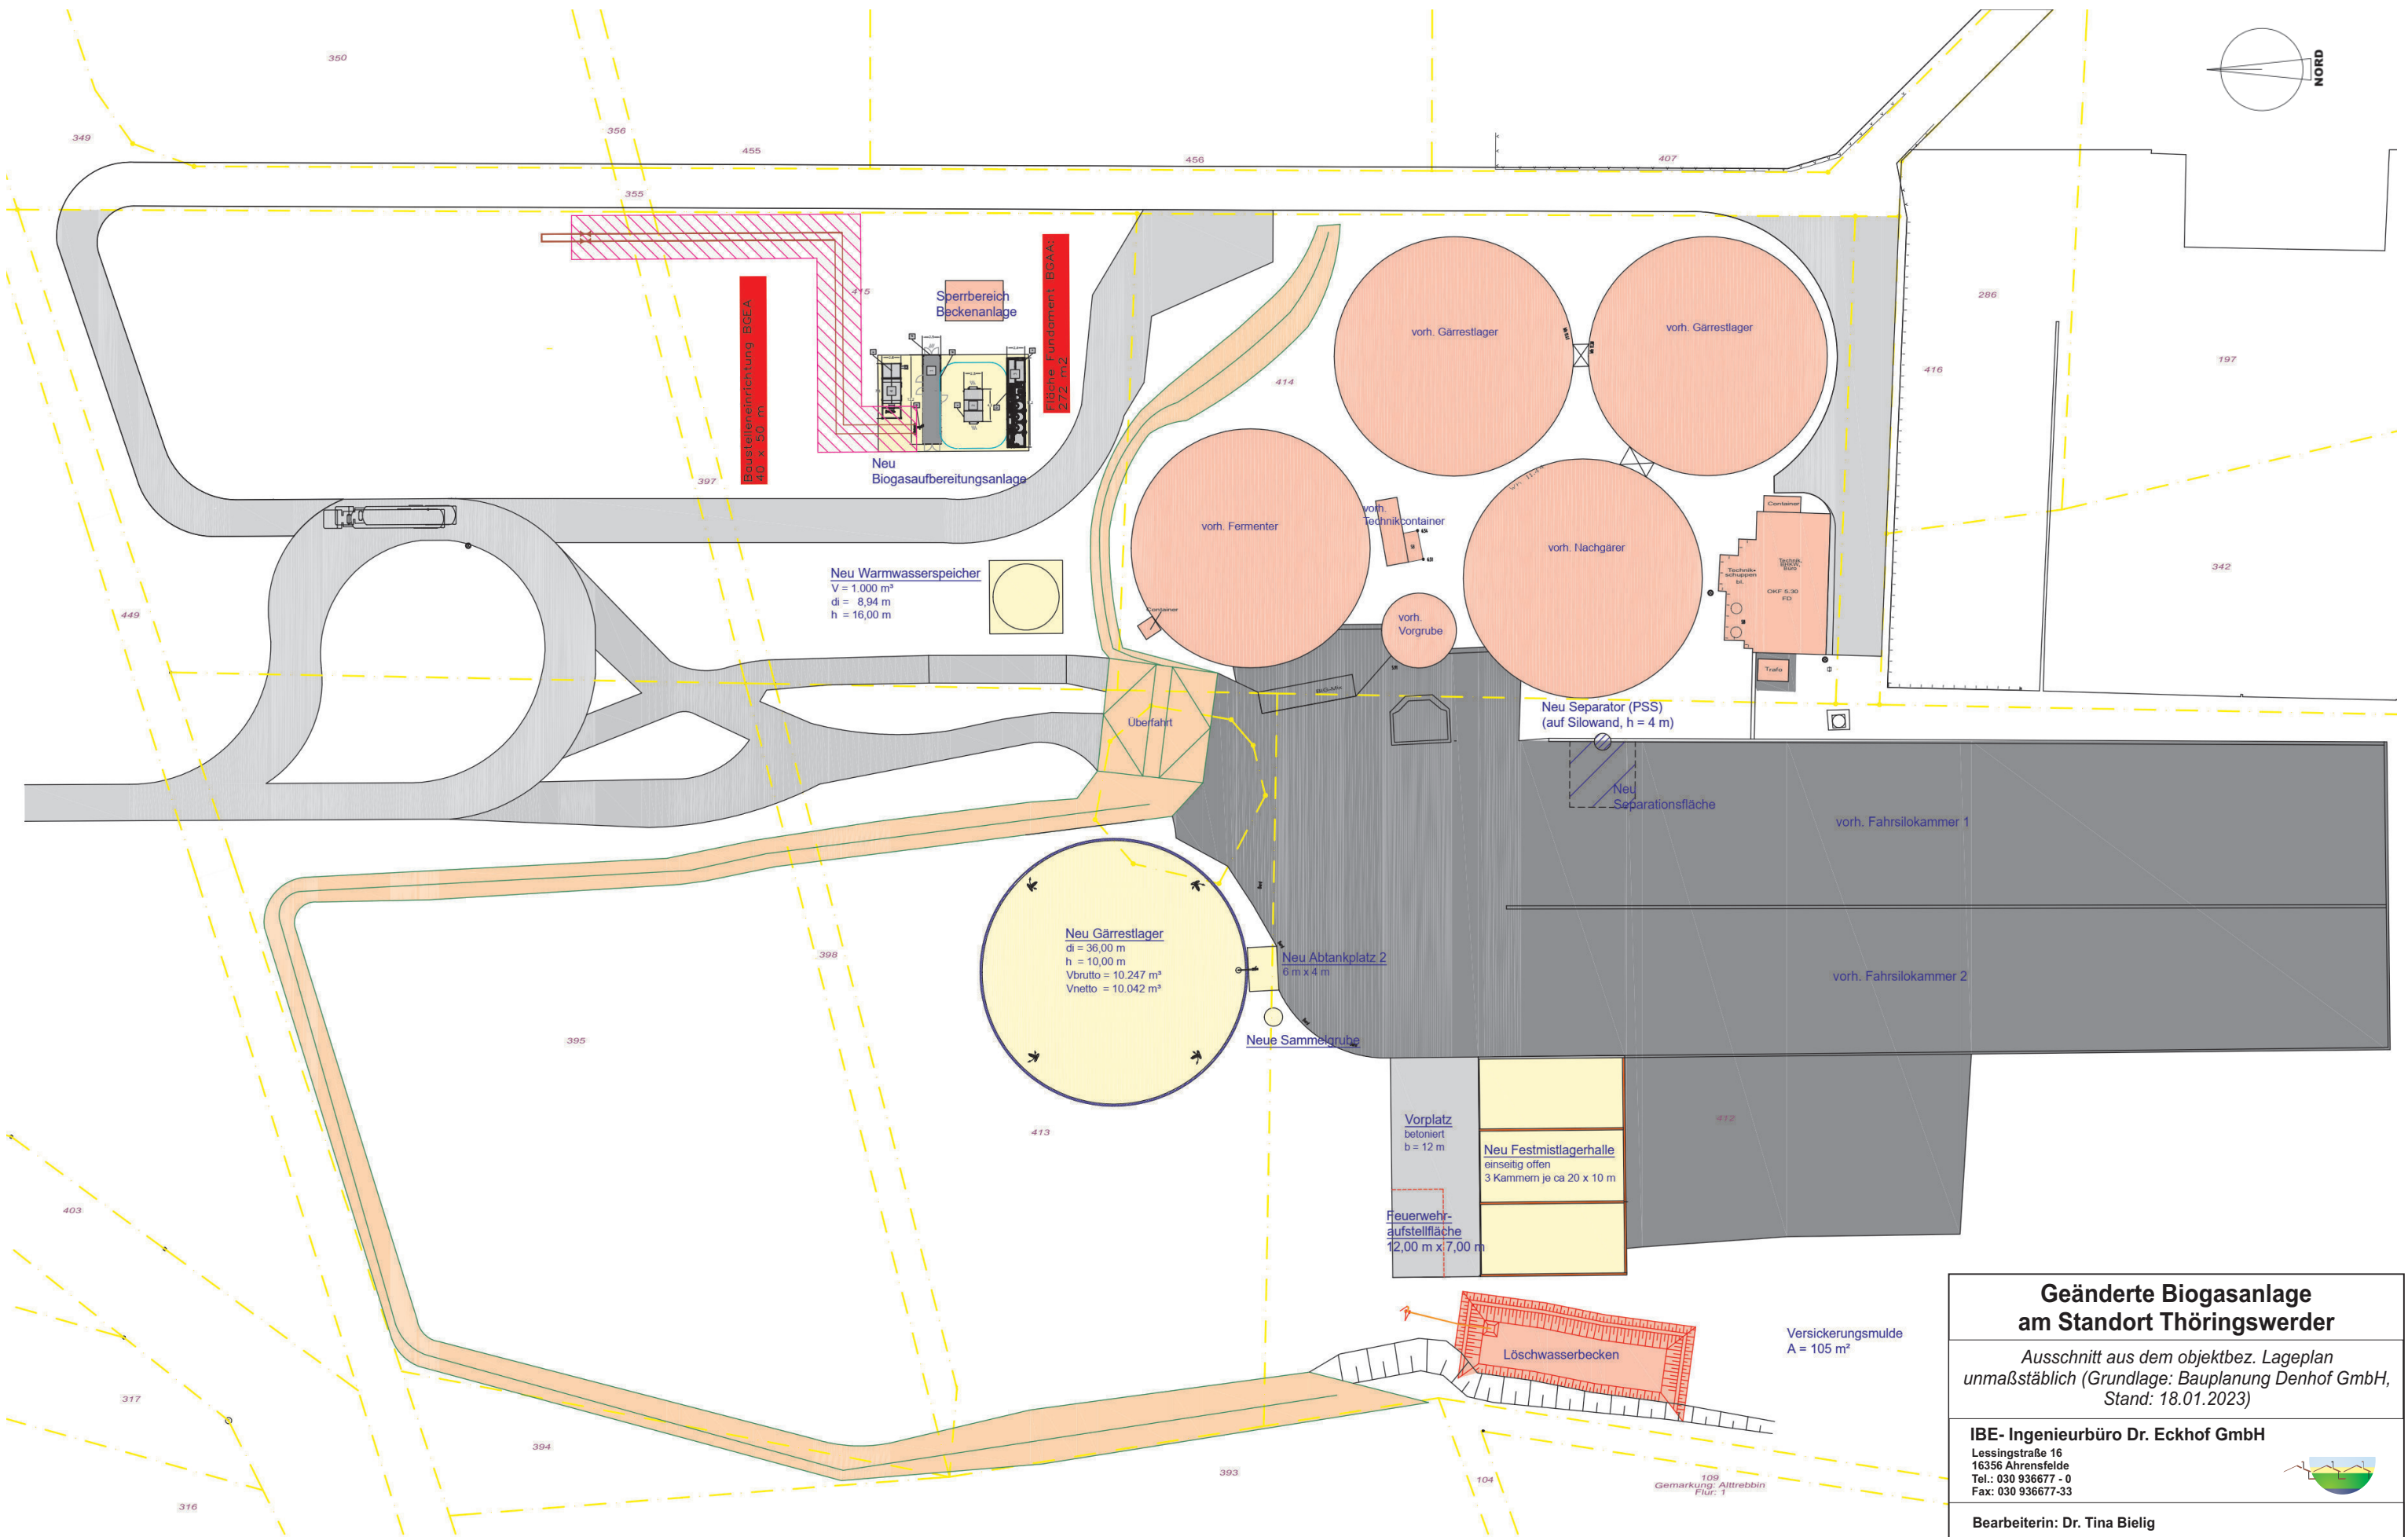 350
349
356
455
456
407
NORD
355
415
Sperrbereich
Beckenanlage
Baustelleneinrichtung BGEA
40 x 50 m
Fläche Fundament BGAA:
272 m2
Neu
Biogasaufbereitungsanlage
397
414
vorh. Gärrestlager
vorh. Gärrestlager
286
416
197
342
vorh. Fermenter
vorh.
Technikcontainer
vorh. Nachgärer
Container
Technik-
schuppen
bl.
OKF 5,30
FD
Trafo
Container
vorh.
Vorgrube
Neu Warmwasserspeicher
V = 1.000 m³
di = 8,94 m
h = 16,00 m
449
Überfahrt
Neu Separator (PSS)
(auf Silowand, h = 4 m)
Neu
Separationsfläche
vorh. Fahrsilokammer 1
vorh. Fahrsilokammer 2
398
Neu Gärrestlager
di = 36,00 m
h = 10,00 m
Vbrutto = 10.247 m³
Vnetto = 10.042 m³
Neu Abtankplatz 2
6 m x 4 m
Neue Sammelgrube
395
413
412
Vorplatz
betoniert
b = 12 m
Neu Festmistlagerhalle
einseitig offen
3 Kammern je ca 20 x 10 m
Feuerwehr-
aufstellfläche
12,00 m x 7,00 m
403
317
316
394
393
104
109
Gemarkung: Alttrebbin
Flur: 1
Löschwasserbecken
Versickerungsmulde
A = 105 m²
Geänderte Biogasanlage
am Standort Thöringswerder
Ausschnitt aus dem objektbez. Lageplan
unmaßstäblich (Grundlage: Bauplanung Denhof GmbH,
Stand: 18.01.2023)
IBE- Ingenieurbüro Dr. Eckhof GmbH
Lessingstraße 16
16356 Ahrensfelde
Tel.: 030 936677 - 0
Fax: 030 936677-33
Bearbeiterin: Dr. Tina Bielig